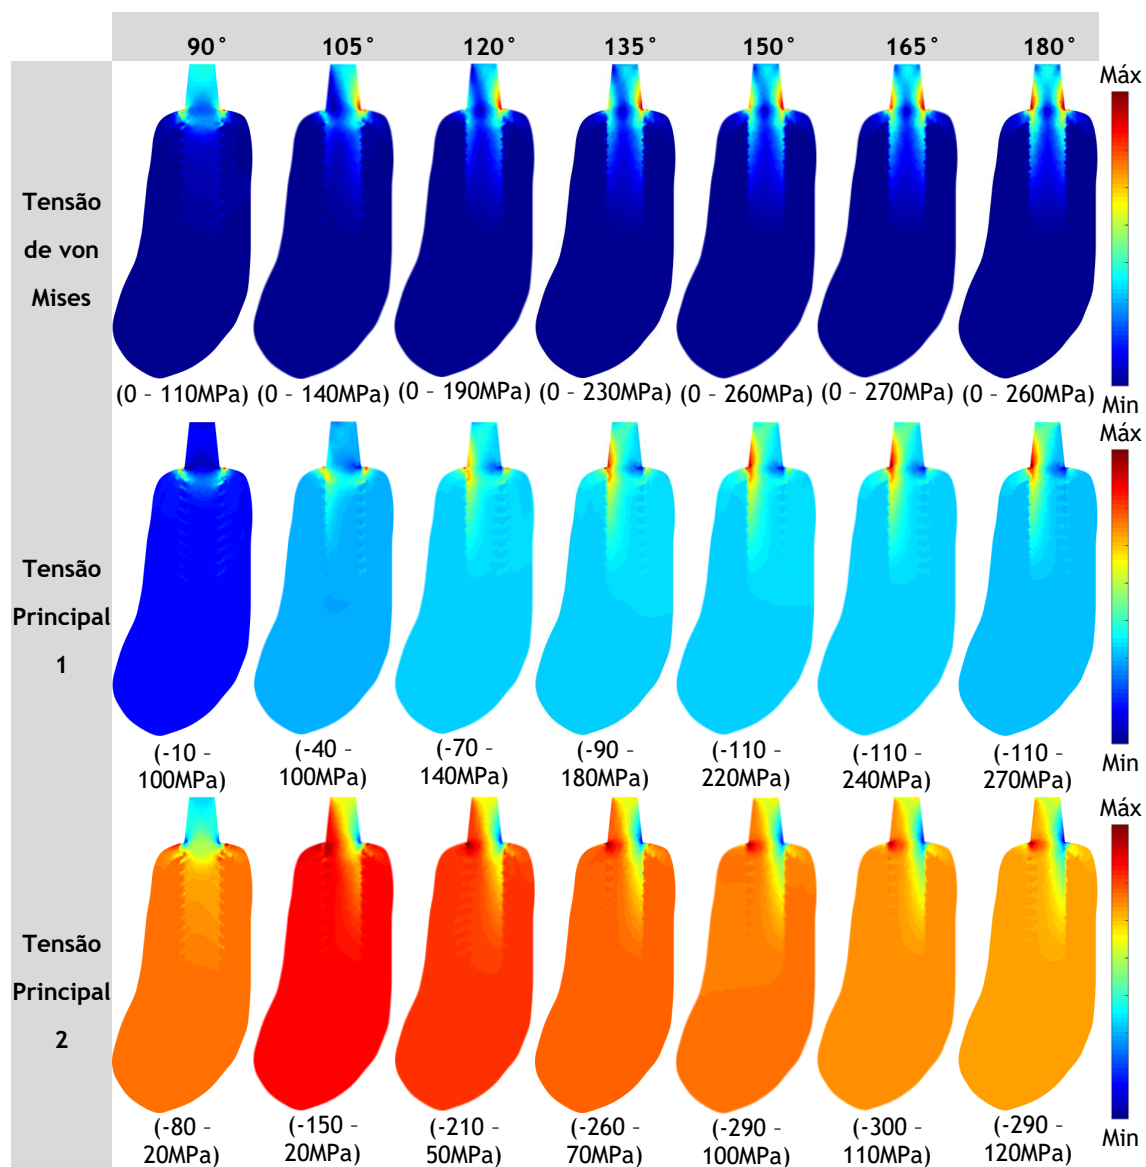 90° 105° 120° 135° 150° 165° 180°
Tensão
de von
Mises
Máx
Min
(0 - 110MPa) (0 - 140MPa) (0 - 190MPa) (0 - 230MPa) (0 - 260MPa) (0 - 270MPa) (0 - 260MPa)
Tensão
Principal
1
Máx
Min
(-10 - (-40 - (-70 - (-90 - (-110 - (-110 - (-110 -
100MPa) 100MPa) 140MPa) 180MPa) 220MPa) 240MPa) 270MPa)
Tensão
Principal
2
Máx
Min
(-80 - (-150 - (-210 - (-260 - (-290 - (-300 - (-290 -
20MPa) 20MPa) 50MPa) 70MPa) 100MPa) 110MPa) 120MPa)